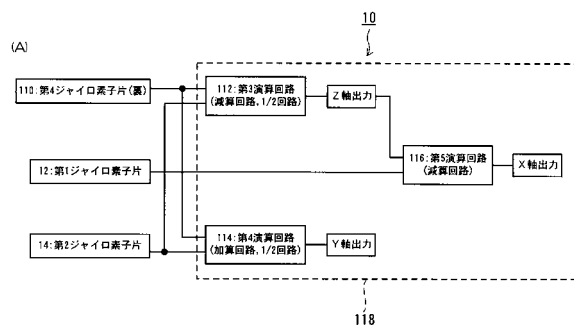 10
(A)
110:第4ジャイロ素子片(裏)
112:第3演算回路
(減算回路,1/2回路)
Z軸出力
116:第5演算回路
(減算回路)
X軸出力
12:第1ジャイロ素子片
14:第2ジャイロ素子片
114:第4演算回路
(加算回路,1/2回路)
Y軸出力
118